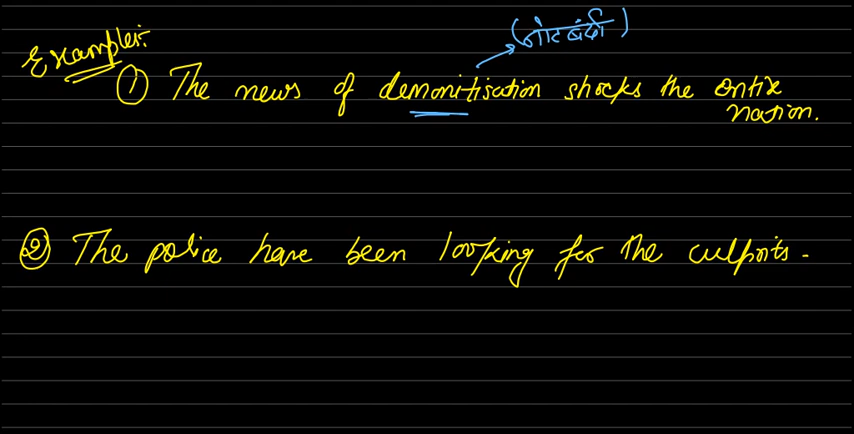 Examples:
(नोटबंदी)
① The news of demonitisation shocks the entire
nation.
② The police have been looking for the culprits.